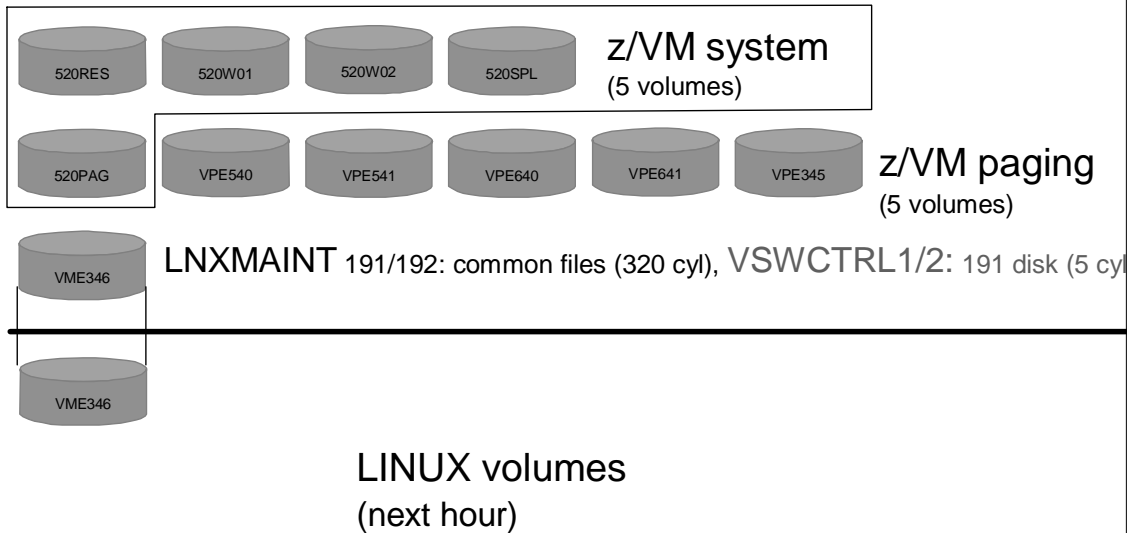 520RES 520W01 520W02 520SPL z/VM system
(5 volumes)
520PAG VPE540 VPE541 VPE640 VPE641 VPE345 z/VM paging
(5 volumes)
VME346 LNXMAINT 191/192: common files (320 cyl), VSWCTRL1/2: 191 disk (5 cyl
VME346
LINUX volumes
(next hour)